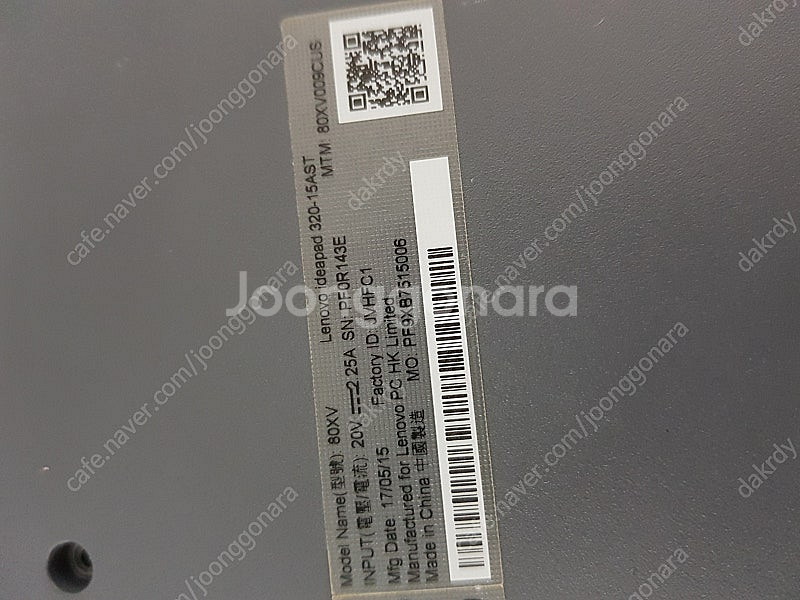 Lenovo ideapad 320-15AST
Model Name(型號): 80XV MTM: 80XV009CUS
INPUT(電壓/電流): 20V 2.25A SN: PF0R143E
Mfg Date: 17/05/15 Factory ID: JVHFC1
Manufactured for Lenovo PC HK Limited
Made in China 中國製造 MO: PF9XB7515006
Joonggonara
cafe.naver.com/joonggonara
dakrdy